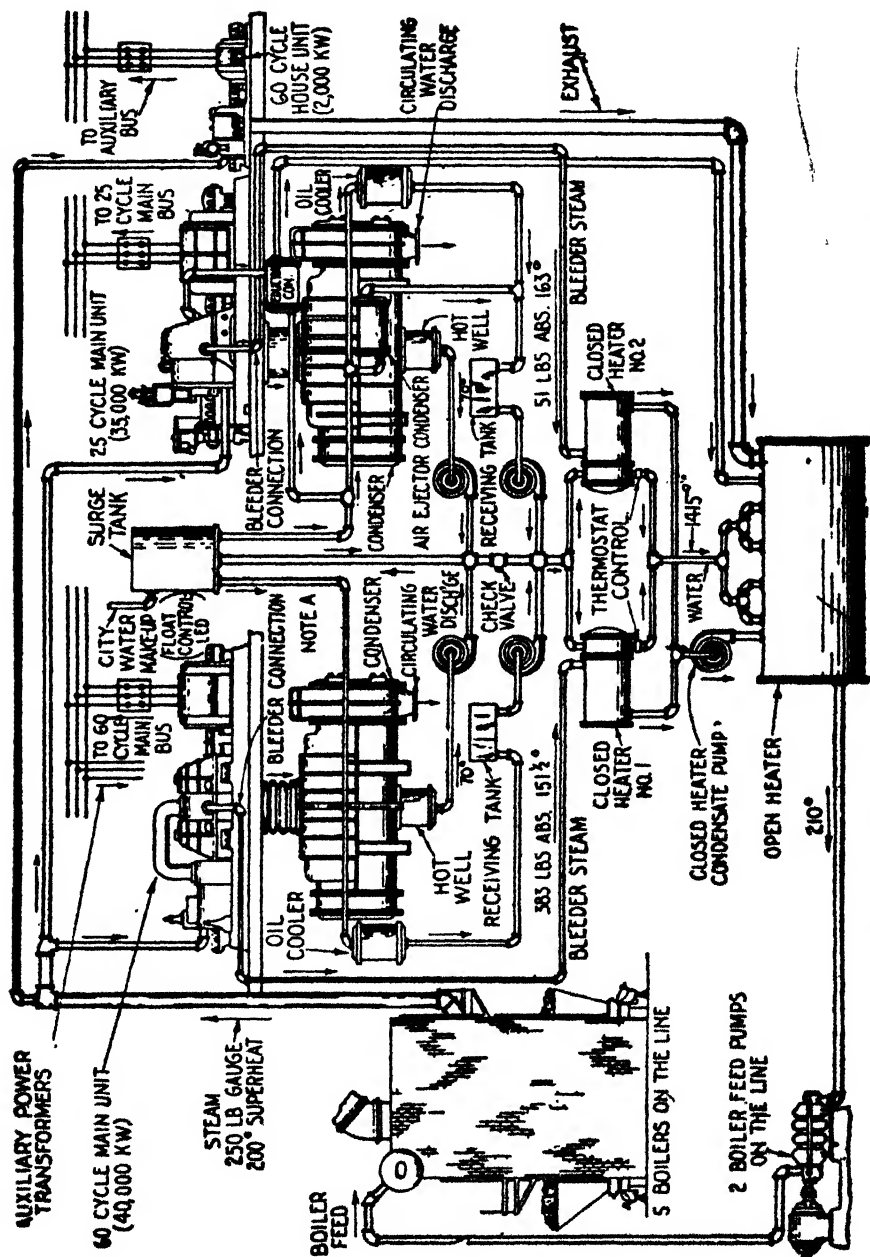 AUXILIARY POWER
TRANSFORMERS
60 CYCLE MAIN UNIT
(40,000 KW)
TO 60
CYCLE
MAIN
BUS
CITY
WATER
MAKE-UP
(FLOAT
CONTROL
LED)
SURGE
TANK
25 CYCLE MAIN UNIT
(35,000 KW)
TO 25
CYCLE
MAIN
BUS
TO
AUXILIARY
BUS
60 CYCLE
HOUSE UNIT
(2,000 KW)
STEAM
250 LB GAUGE
200° SUPERHEAT
OIL
COOLER
BLEEDER CONNECTION
NOTE A
CONDENSER
CIRCULATING
WATER
DISCH'GE
BLEEDER
CONNECTION
CONDENSER
OIL
COOLER
CIRCULATING
WATER
DISCHARGE
HOT
WELL
70°
RECEIVING TANK
CHECK
VALVE
AIR EJECTOR CONDENSER
HOT
WELL
70°
RECEIVING TANK
EXHAUST
BLEEDER STEAM
383 LBS ABS. 151½°
51 LBS ABS. 163°
BLEEDER STEAM
CLOSED
HEATER
NO.1
THERMOSTAT
CONTROL
CLOSED
HEATER
NO.2
WATER
141.5°
CLOSED HEATER
CONDENSATE PUMP
OPEN HEATER
210°
BOILER
FEED
5 BOILERS ON THE LINE
2 BOILER FEED PUMPS
ON THE LINE